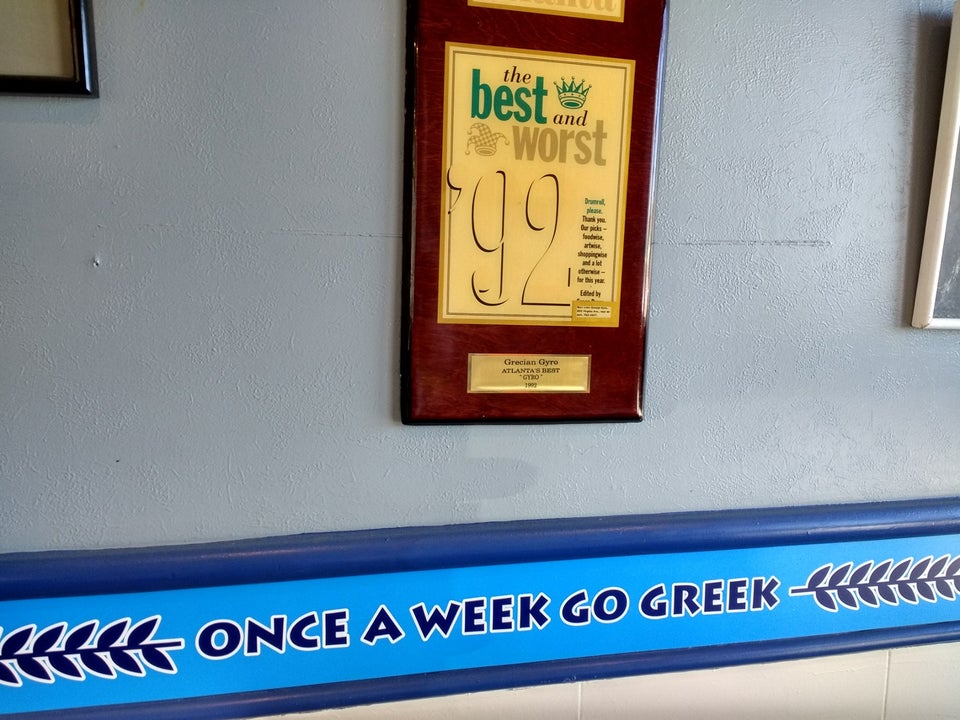 the
best
and
worst
'92
Drumroll,
please.
Thank you.
Our picks –
foodwise,
artwise,
shoppingwise
and a lot
otherwise –
for this year.
Edited by
Grecian Gyro
ATLANTA'S BEST
"GYRO"
1992
ONCE A WEEK GO GREEK